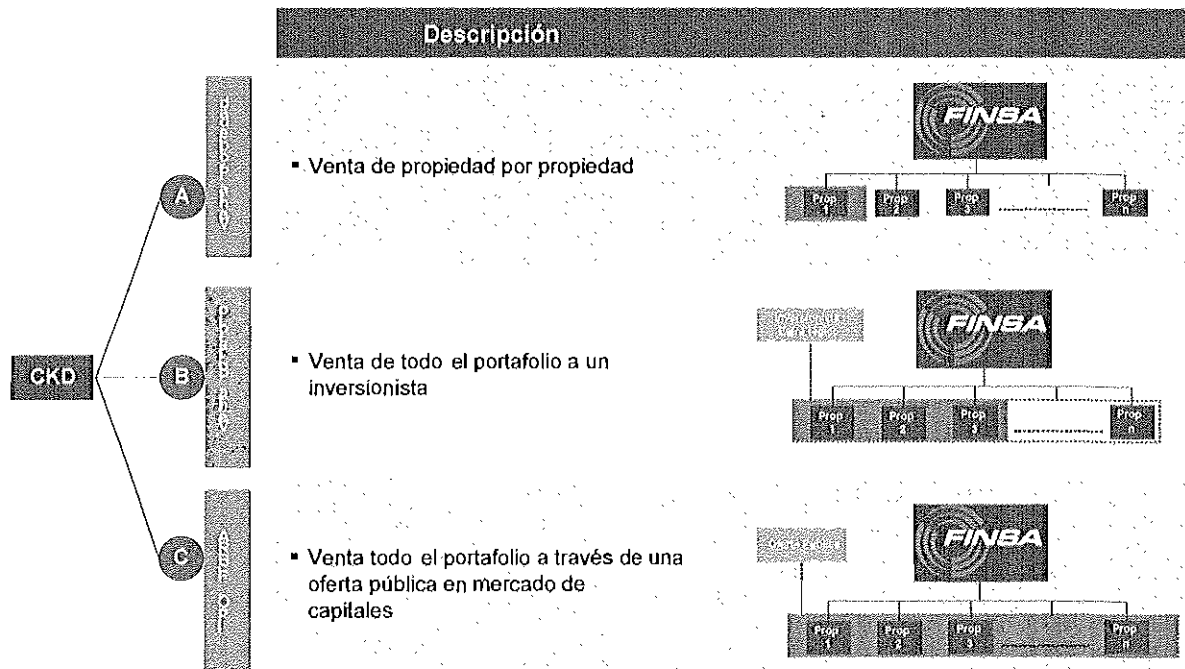 Descripción
FINSA
A
▪ Venta de propiedad por propiedad
Prop 1
Prop 2
Prop 3
Prop n
CKD
B
▪ Venta de todo el portafolio a un
inversionista
FINSA
Prop 1
Prop 2
Prop 3
Prop n
C
▪ Venta todo el portafolio a través de una
oferta pública en mercado de
capitales
FINSA
Prop 1
Prop 2
Prop 3
Prop n